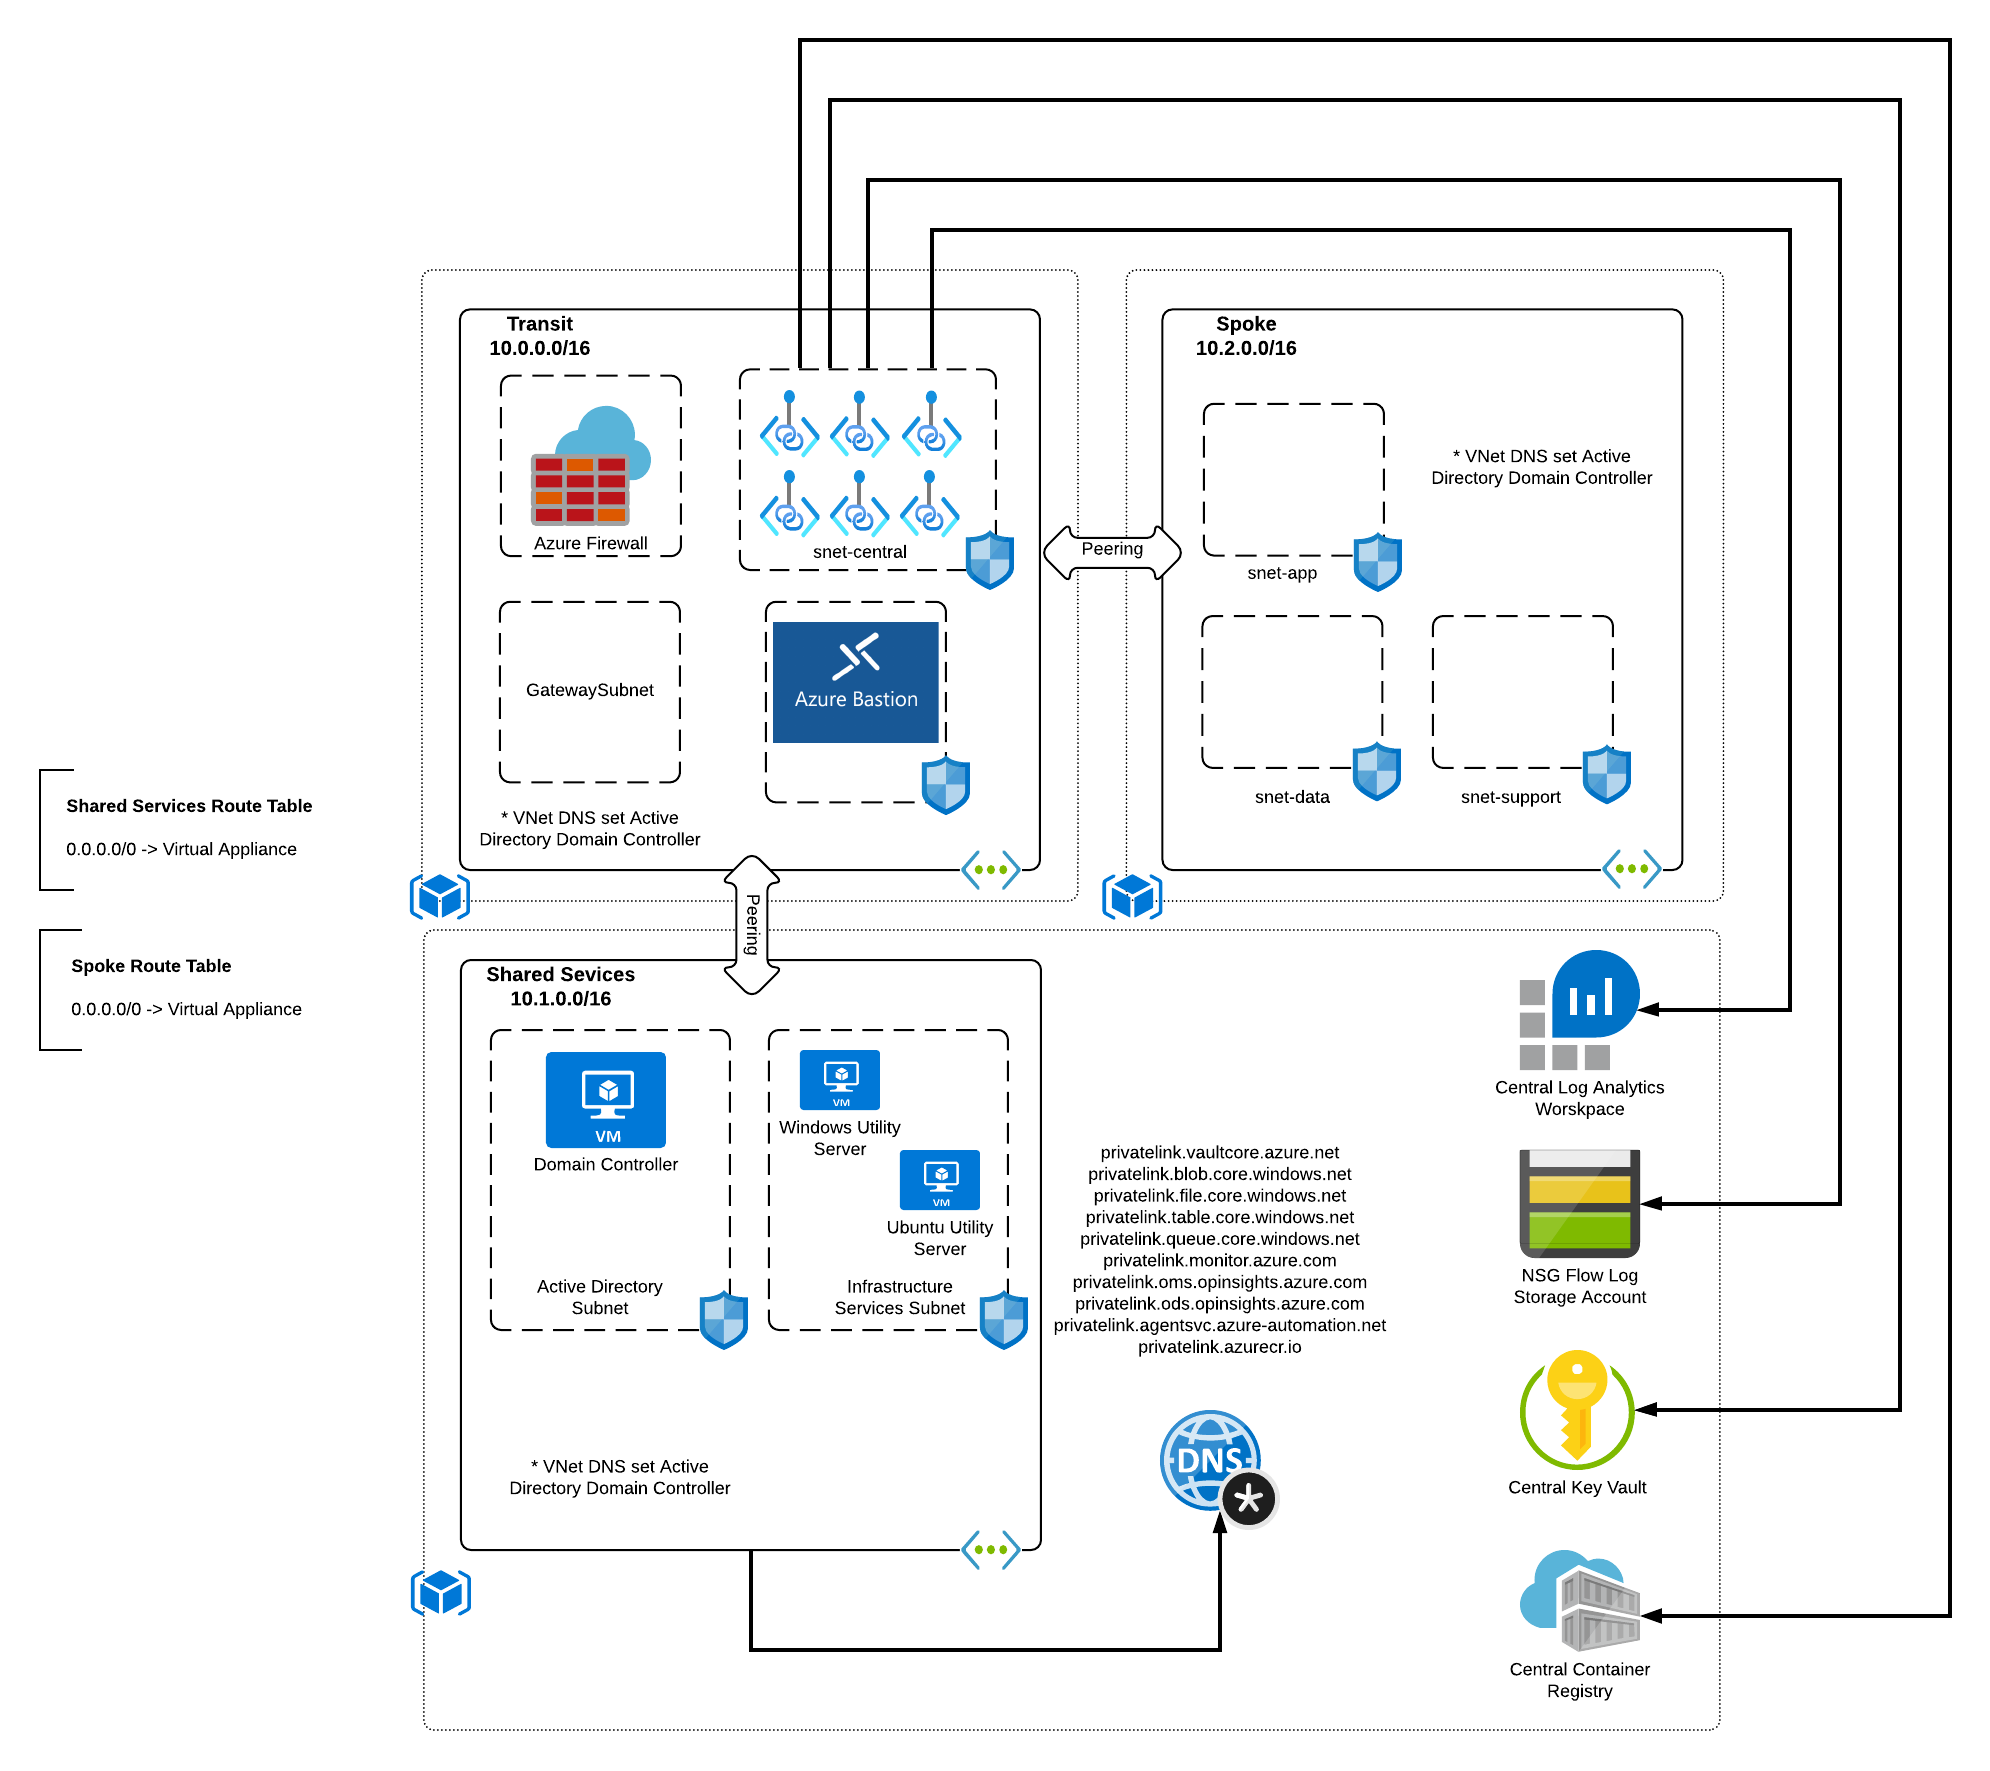 Transit
10.0.0.0/16
Azure Firewall
snet-central
GatewaySubnet
Azure Bastion
* VNet DNS set Active
Directory Domain Controller
Peering
Spoke
10.2.0.0/16
* VNet DNS set Active
Directory Domain Controller
snet-app
snet-data
snet-support
Shared Services Route Table
0.0.0.0/0 -> Virtual Appliance
Spoke Route Table
0.0.0.0/0 -> Virtual Appliance
Peering
Shared Sevices
10.1.0.0/16
VM
Domain Controller
Active Directory
Subnet
VM
Windows Utility
Server
VM
Ubuntu Utility
Server
Infrastructure
Services Subnet
* VNet DNS set Active
Directory Domain Controller
privatelink.vaultcore.azure.net
privatelink.blob.core.windows.net
privatelink.file.core.windows.net
privatelink.table.core.windows.net
privatelink.queue.core.windows.net
privatelink.monitor.azure.com
privatelink.oms.opinsights.azure.com
privatelink.ods.opinsights.azure.com
privatelink.agentsvc.azure-automation.net
privatelink.azurecr.io
DNS
Central Log Analytics
Worskpace
NSG Flow Log
Storage Account
Central Key Vault
Central Container
Registry